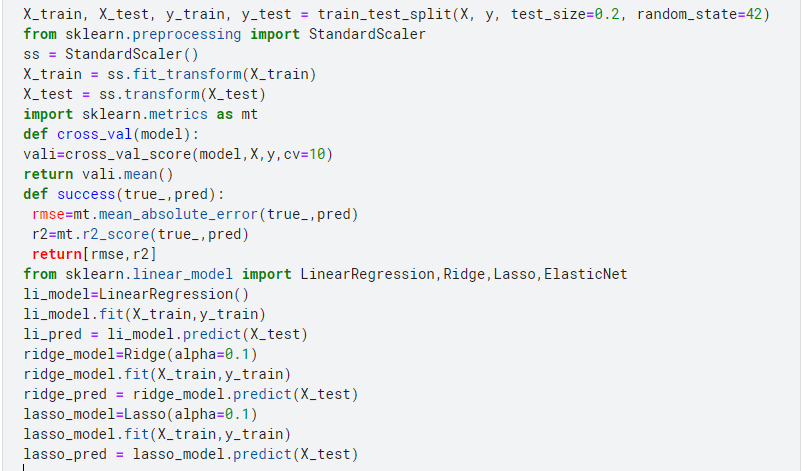 X_train, X_test, y_train, y_test = train_test_split(X, y, test_size=0.2, random_state=42)
from sklearn.preprocessing import StandardScaler
ss = StandardScaler()
X_train = ss.fit_transform(X_train)
X_test = ss.transform(X_test)
import sklearn.metrics as mt
def cross_val(model):
vali=cross_val_score(model,X,y,cv=10)
return vali.mean()
def success(true_,pred):
 rmse=mt.mean_absolute_error(true_,pred)
 r2=mt.r2_score(true_,pred)
 return[rmse,r2]
from sklearn.linear_model import LinearRegression,Ridge,Lasso,ElasticNet
li_model=LinearRegression()
li_model.fit(X_train,y_train)
li_pred = li_model.predict(X_test)
ridge_model=Ridge(alpha=0.1)
ridge_model.fit(X_train,y_train)
ridge_pred = ridge_model.predict(X_test)
lasso_model=Lasso(alpha=0.1)
lasso_model.fit(X_train,y_train)
lasso_pred = lasso_model.predict(X_test)